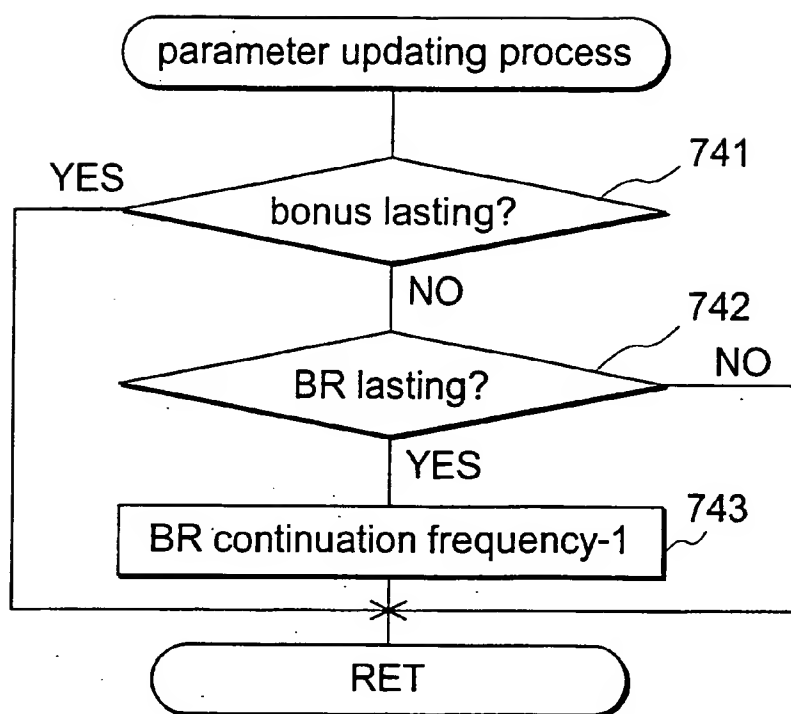 parameter updating process
741
YES
bonus lasting?
NO
742
NO
BR lasting?
YES
743
BR continuation frequency-1
RET